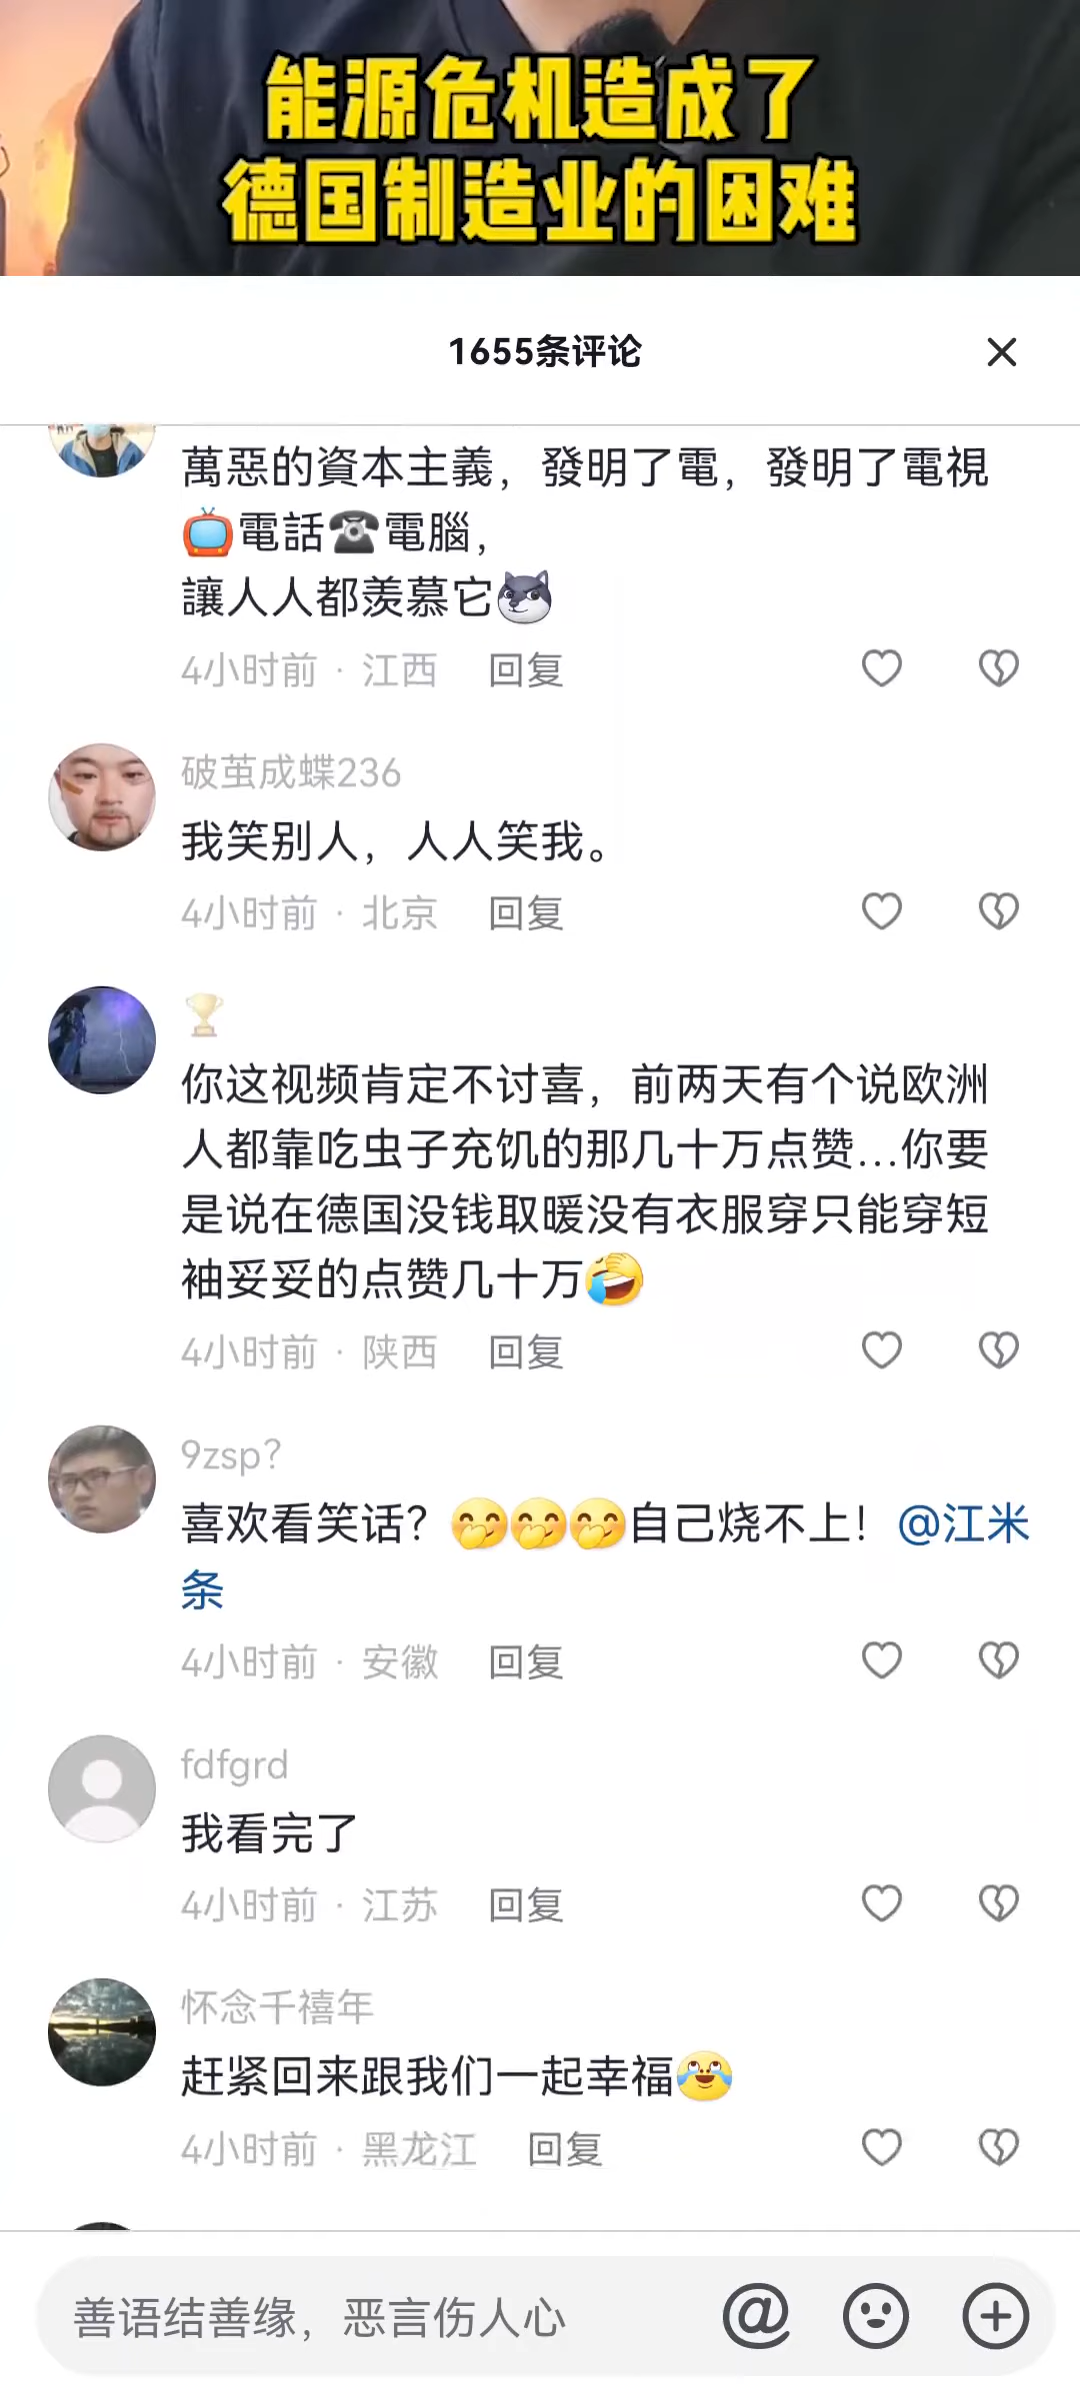 能源危机造成了
德国制造业的困难
1655条评论
萬惡的資本主義，發明了電，發明了電視
📺電話☎️電腦，
讓人人都羡慕它
4小时前 · 江西 回复
破茧成蝶236
我笑别人，人人笑我。
4小时前 · 北京 回复
🏆
你这视频肯定不讨喜，前两天有个说欧洲
人都靠吃虫子充饥的那几十万点赞…你要
是说在德国没钱取暖没有衣服穿只能穿短
袖妥妥的点赞几十万
4小时前 · 陕西 回复
9zsp?
喜欢看笑话？🤭🤭🤭自己烧不上！@江米
条
4小时前 · 安徽 回复
fdfgrd
我看完了
4小时前 · 江苏 回复
怀念千禧年
赶紧回来跟我们一起幸福
4小时前 · 黑龙江 回复
善语结善缘，恶言伤人心